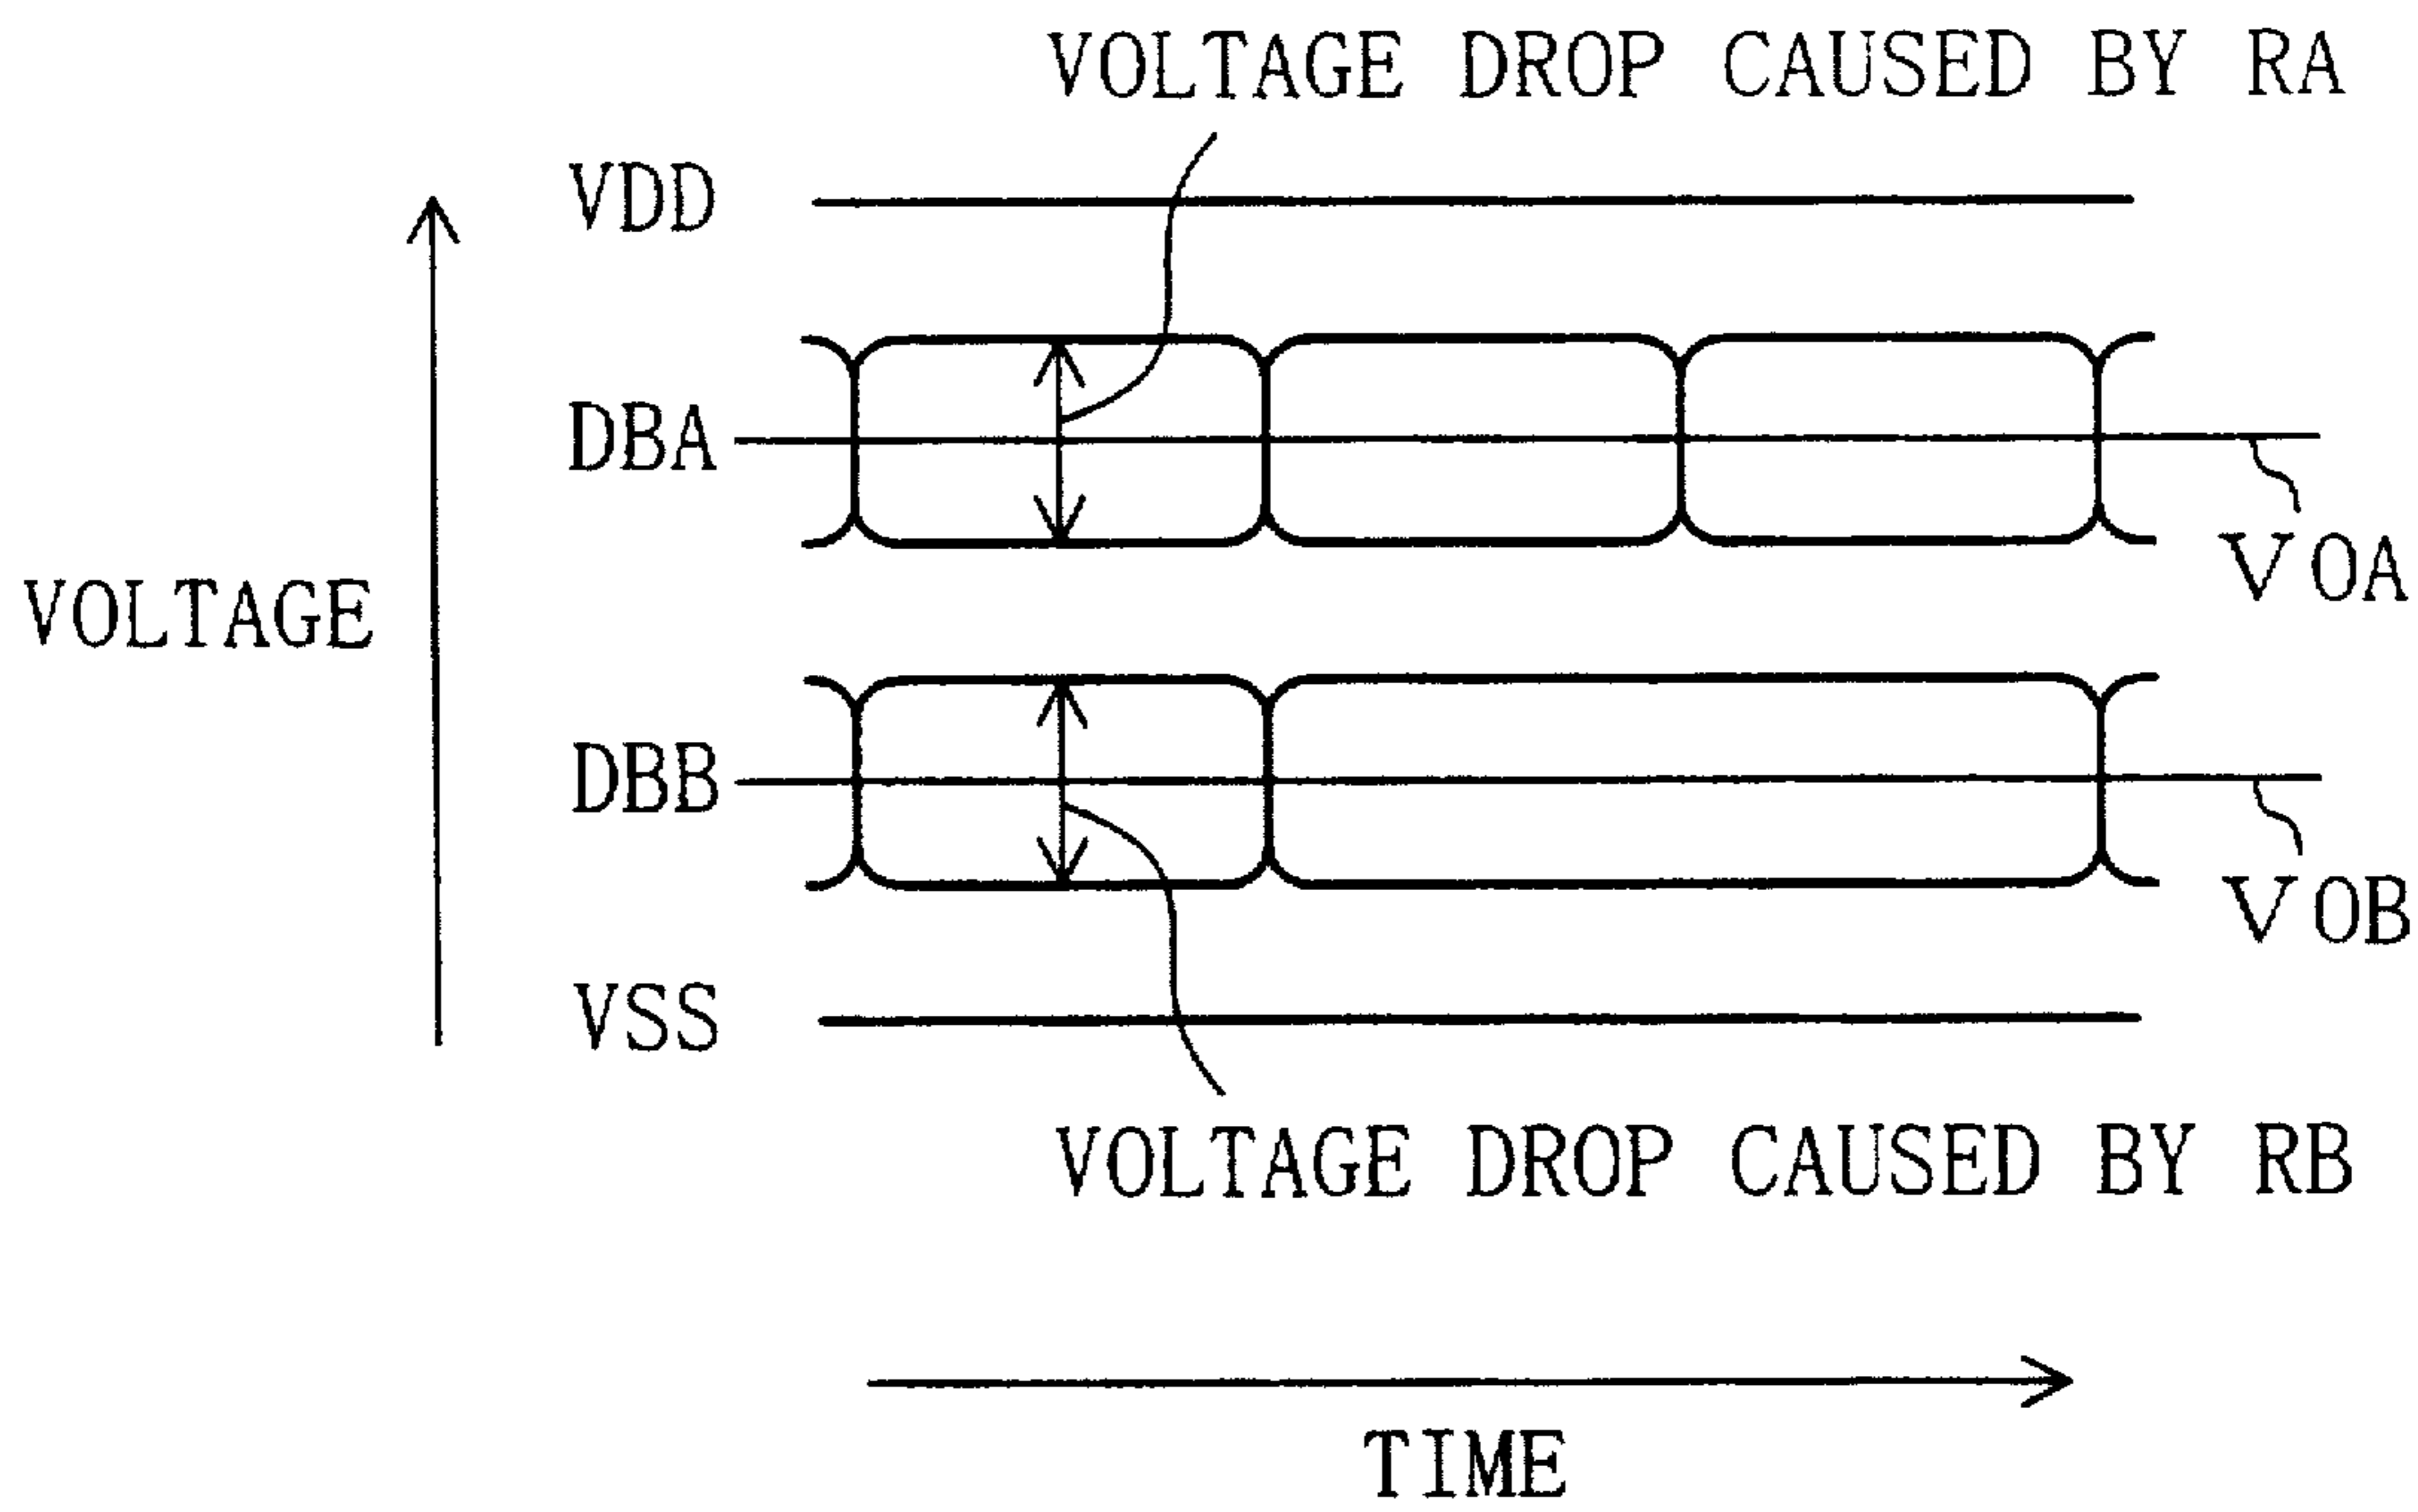 VOLTAGE DROP CAUSED BY RA
VDD
DBA
VOA
VOLTAGE
DBB
VOB
VSS
VOLTAGE DROP CAUSED BY RB
TIME